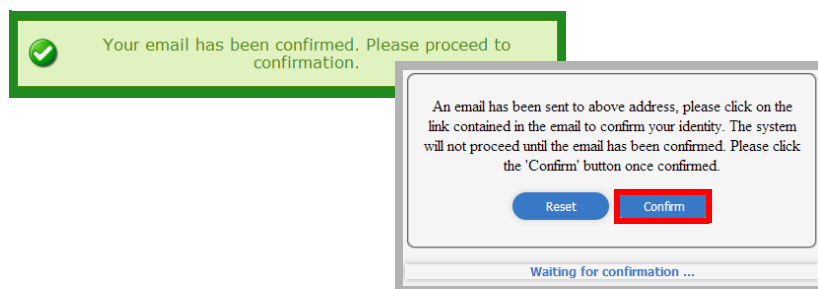 Your email has been confirmed. Please proceed to
confirmation.
An email has been sent to above address, please click on the
link contained in the email to confirm your identity. The system
will not proceed until the email has been confirmed. Please click
the 'Confirm' button once confirmed.
Reset Confirm
Waiting for confirmation ...